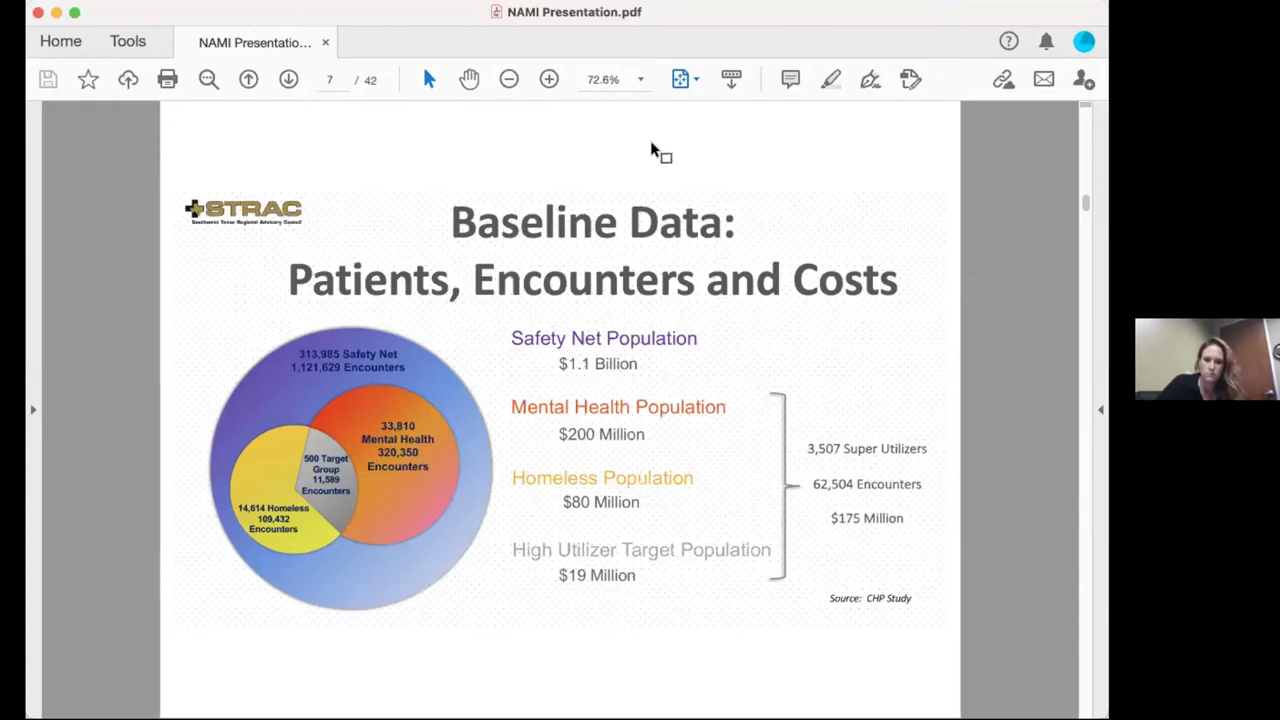 NAMI Presentation.pdf
Home
Tools
NAMI Presentatio...
7 / 42
72.6%
STRAC
Southwest Texas Regional Advisory Council
Baseline Data:
Patients, Encounters and Costs
313,985 Safety Net
1,121,629 Encounters
33,810
Mental Health
320,350
Encounters
500 Target
Group
11,589
Encounters
14,614 Homeless
109,432
Encounters
Safety Net Population
$1.1 Billion
Mental Health Population
$200 Million
Homeless Population
$80 Million
High Utilizer Target Population
$19 Million
3,507 Super Utilizers
62,504 Encounters
$175 Million
Source: CHP Study